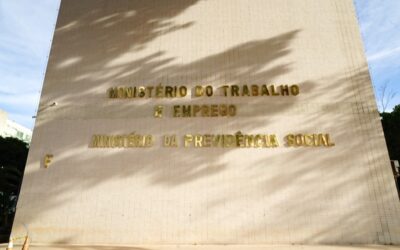 MINISTÉRIO DO TRABALHO
E EMPREGO
MINISTÉRIO DA PREVIDÊNCIA SOCIAL
F